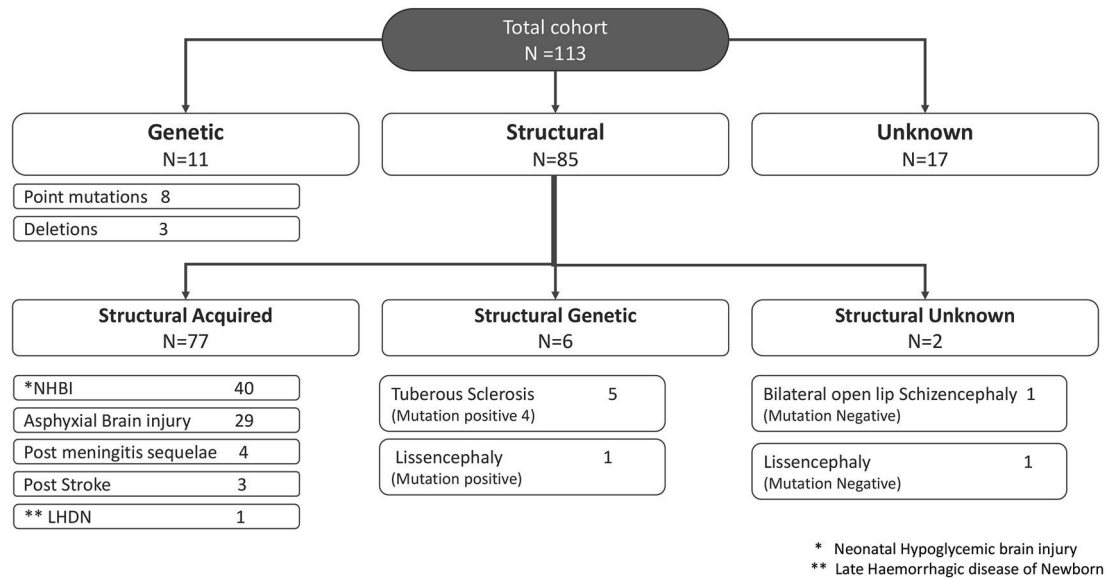 Total cohort
N =113
Genetic
N=11
Structural
N=85
Unknown
N=17
Point mutations 8
Deletions 3
Structural Acquired
N=77
Structural Genetic
N=6
Structural Unknown
N=2
*NHBI 40
Asphyxial Brain injury 29
Post meningitis sequelae 4
Post Stroke 3
** LHDN 1
Tuberous Sclerosis 5
(Mutation positive 4)
Lissencephaly 1
(Mutation positive)
Bilateral open lip Schizencephaly 1
(Mutation Negative)
Lissencephaly 1
(Mutation Negative)
* Neonatal Hypoglycemic brain injury
** Late Haemorrhagic disease of Newborn